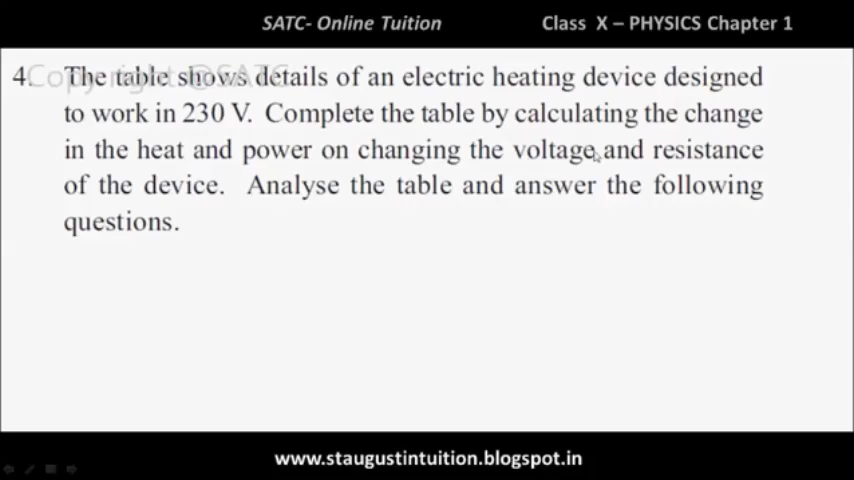 SATC- Online Tuition Class X – PHYSICS Chapter 1
Copyright @SATC
4. The table shows details of an electric heating device designed
to work in 230 V. Complete the table by calculating the change
in the heat and power on changing the voltage and resistance
of the device. Analyse the table and answer the following
questions.
www.staugustintuition.blogspot.in